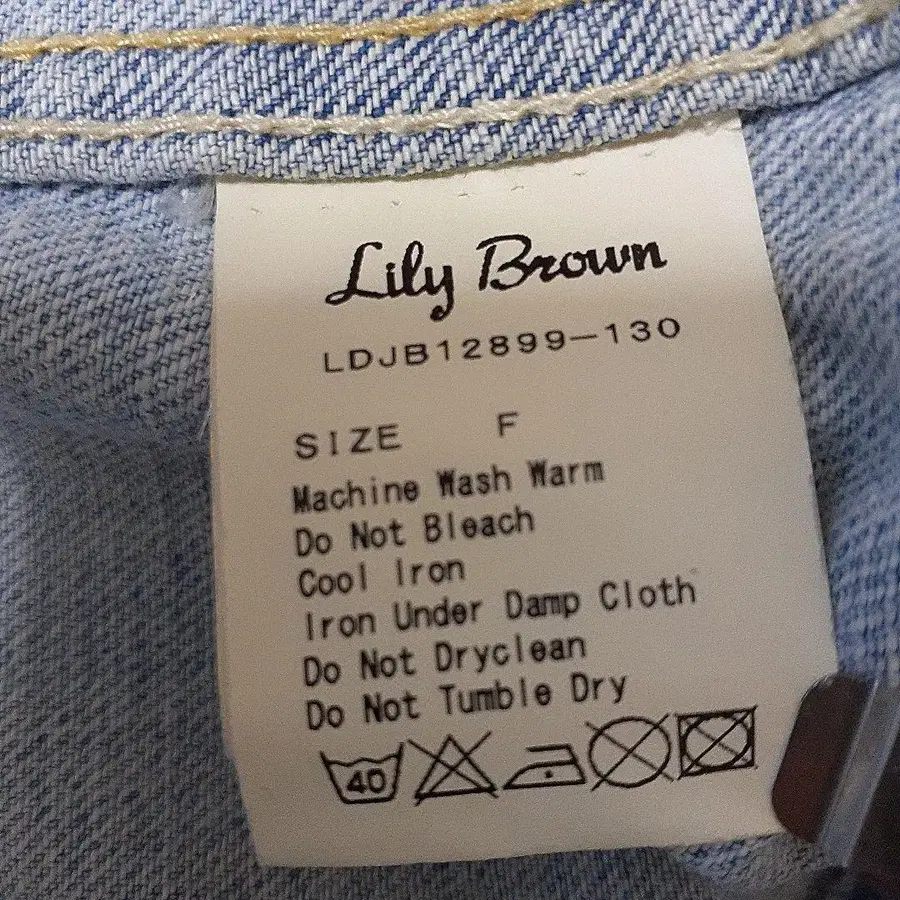 Lily Brown
LDJB12899-130
SIZE F
Machine Wash Warm
Do Not Bleach
Cool Iron
Iron Under Damp Cloth
Do Not Dryclean
Do Not Tumble Dry
40